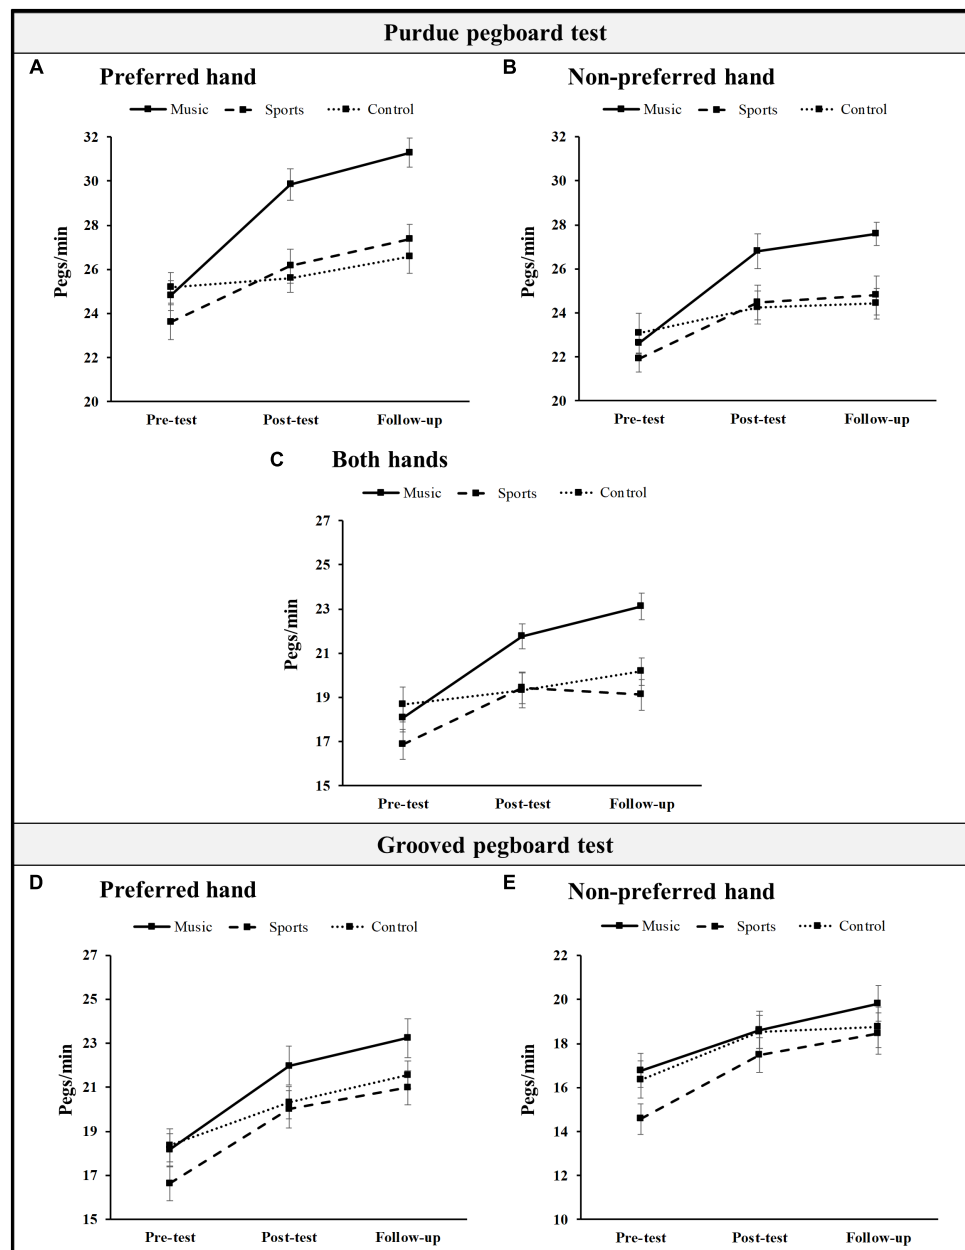 Purdue pegboard test
A Preferred hand
Music Sports Control
32
30
28
26
24
22
20
Pegs/min
Pre-test Post-test Follow-up
B Non-preferred hand
Music Sports Control
32
30
28
26
24
22
20
Pegs/min
Pre-test Post-test Follow-up
C Both hands
Music Sports Control
27
25
23
21
19
17
15
Pegs/min
Pre-test Post-test Follow-up
Grooved pegboard test
D Preferred hand
Music Sports Control
27
25
23
21
19
17
15
Pegs/min
Pre-test Post-test Follow-up
E Non-preferred hand
Music Sports Control
22
20
18
16
14
12
10
Pegs/min
Pre-test Post-test Follow-up